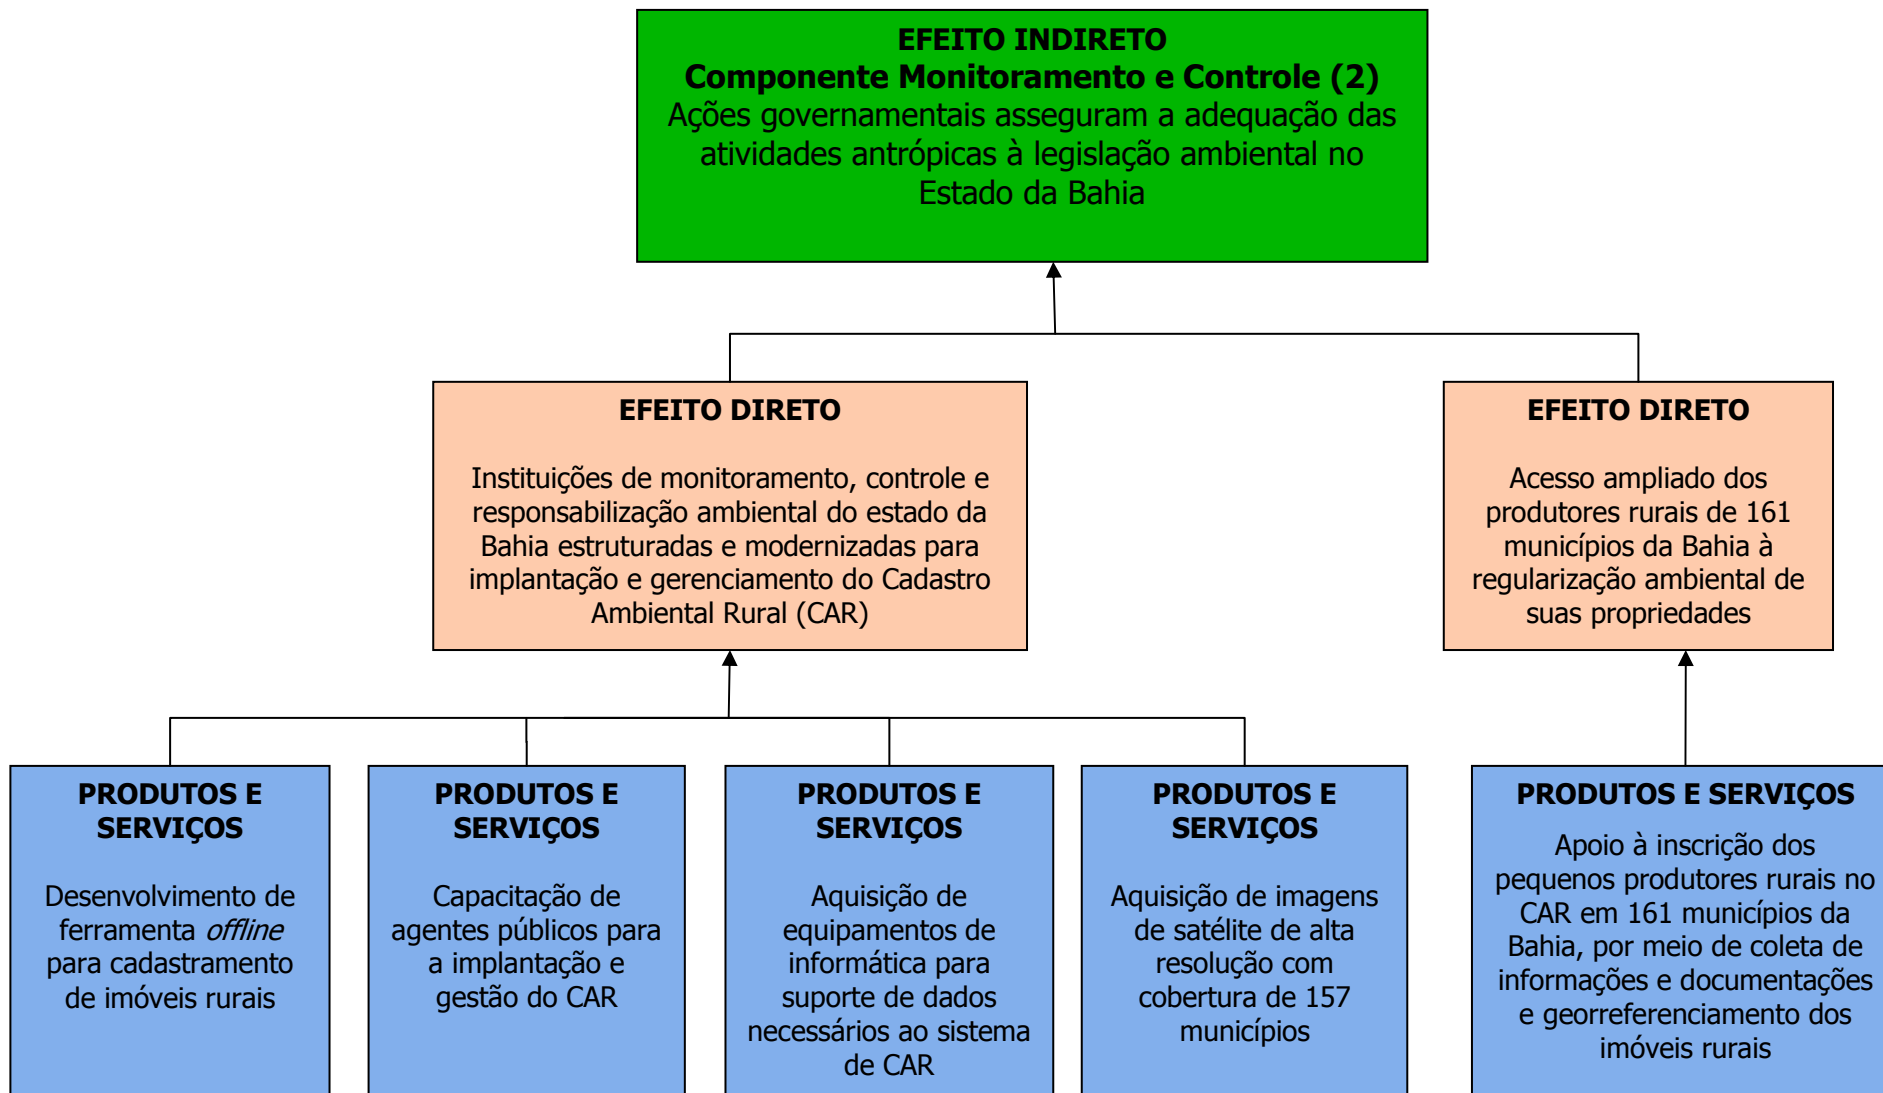 EFEITO INDIRETO
Componente Monitoramento e Controle (2)
Ações governamentais asseguram a adequação das
atividades antrópicas à legislação ambiental no
Estado da Bahia
EFEITO DIRETO
Instituições de monitoramento, controle e
responsabilização ambiental do estado da
Bahia estruturadas e modernizadas para
implantação e gerenciamento do Cadastro
Ambiental Rural (CAR)
EFEITO DIRETO
Acesso ampliado dos
produtores rurais de 161
municípios da Bahia à
regularização ambiental de
suas propriedades
PRODUTOS E
SERVIÇOS
Desenvolvimento de
ferramenta offline
para cadastramento
de imóveis rurais
PRODUTOS E
SERVIÇOS
Capacitação de
agentes públicos para
a implantação e
gestão do CAR
PRODUTOS E
SERVIÇOS
Aquisição de
equipamentos de
informática para
suporte de dados
necessários ao sistema
de CAR
PRODUTOS E
SERVIÇOS
Aquisição de imagens
de satélite de alta
resolução com
cobertura de 157
municípios
PRODUTOS E SERVIÇOS
Apoio à inscrição dos
pequenos produtores rurais no
CAR em 161 municípios da
Bahia, por meio de coleta de
informações e documentações
e georreferenciamento dos
imóveis rurais